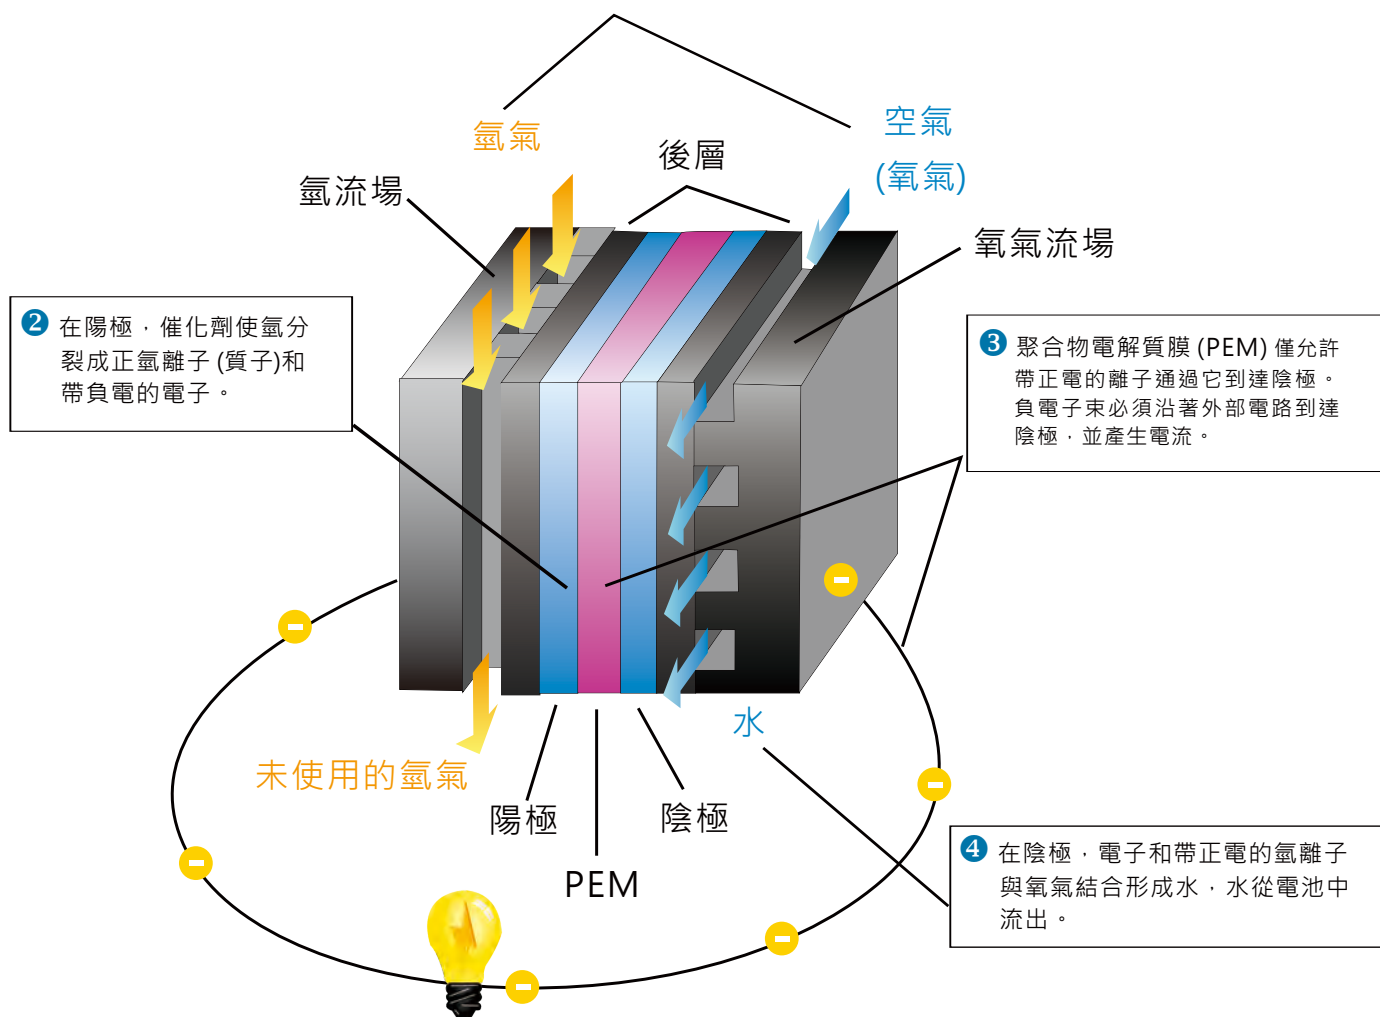 氫氣
空氣
(氧氣)
後層
氫流場
氧氣流場
❷ 在陽極，催化劑使氫分
裂成正氫離子 (質子)和
帶負電的電子。
❸ 聚合物電解質膜 (PEM) 僅允許
帶正電的離子通過它到達陰極。
負電子束必須沿著外部電路到達
陰極，並產生電流。
水
未使用的氫氣
陽極
陰極
PEM
❹ 在陰極，電子和帶正電的氫離子
與氧氣結合形成水，水從電池中
流出。